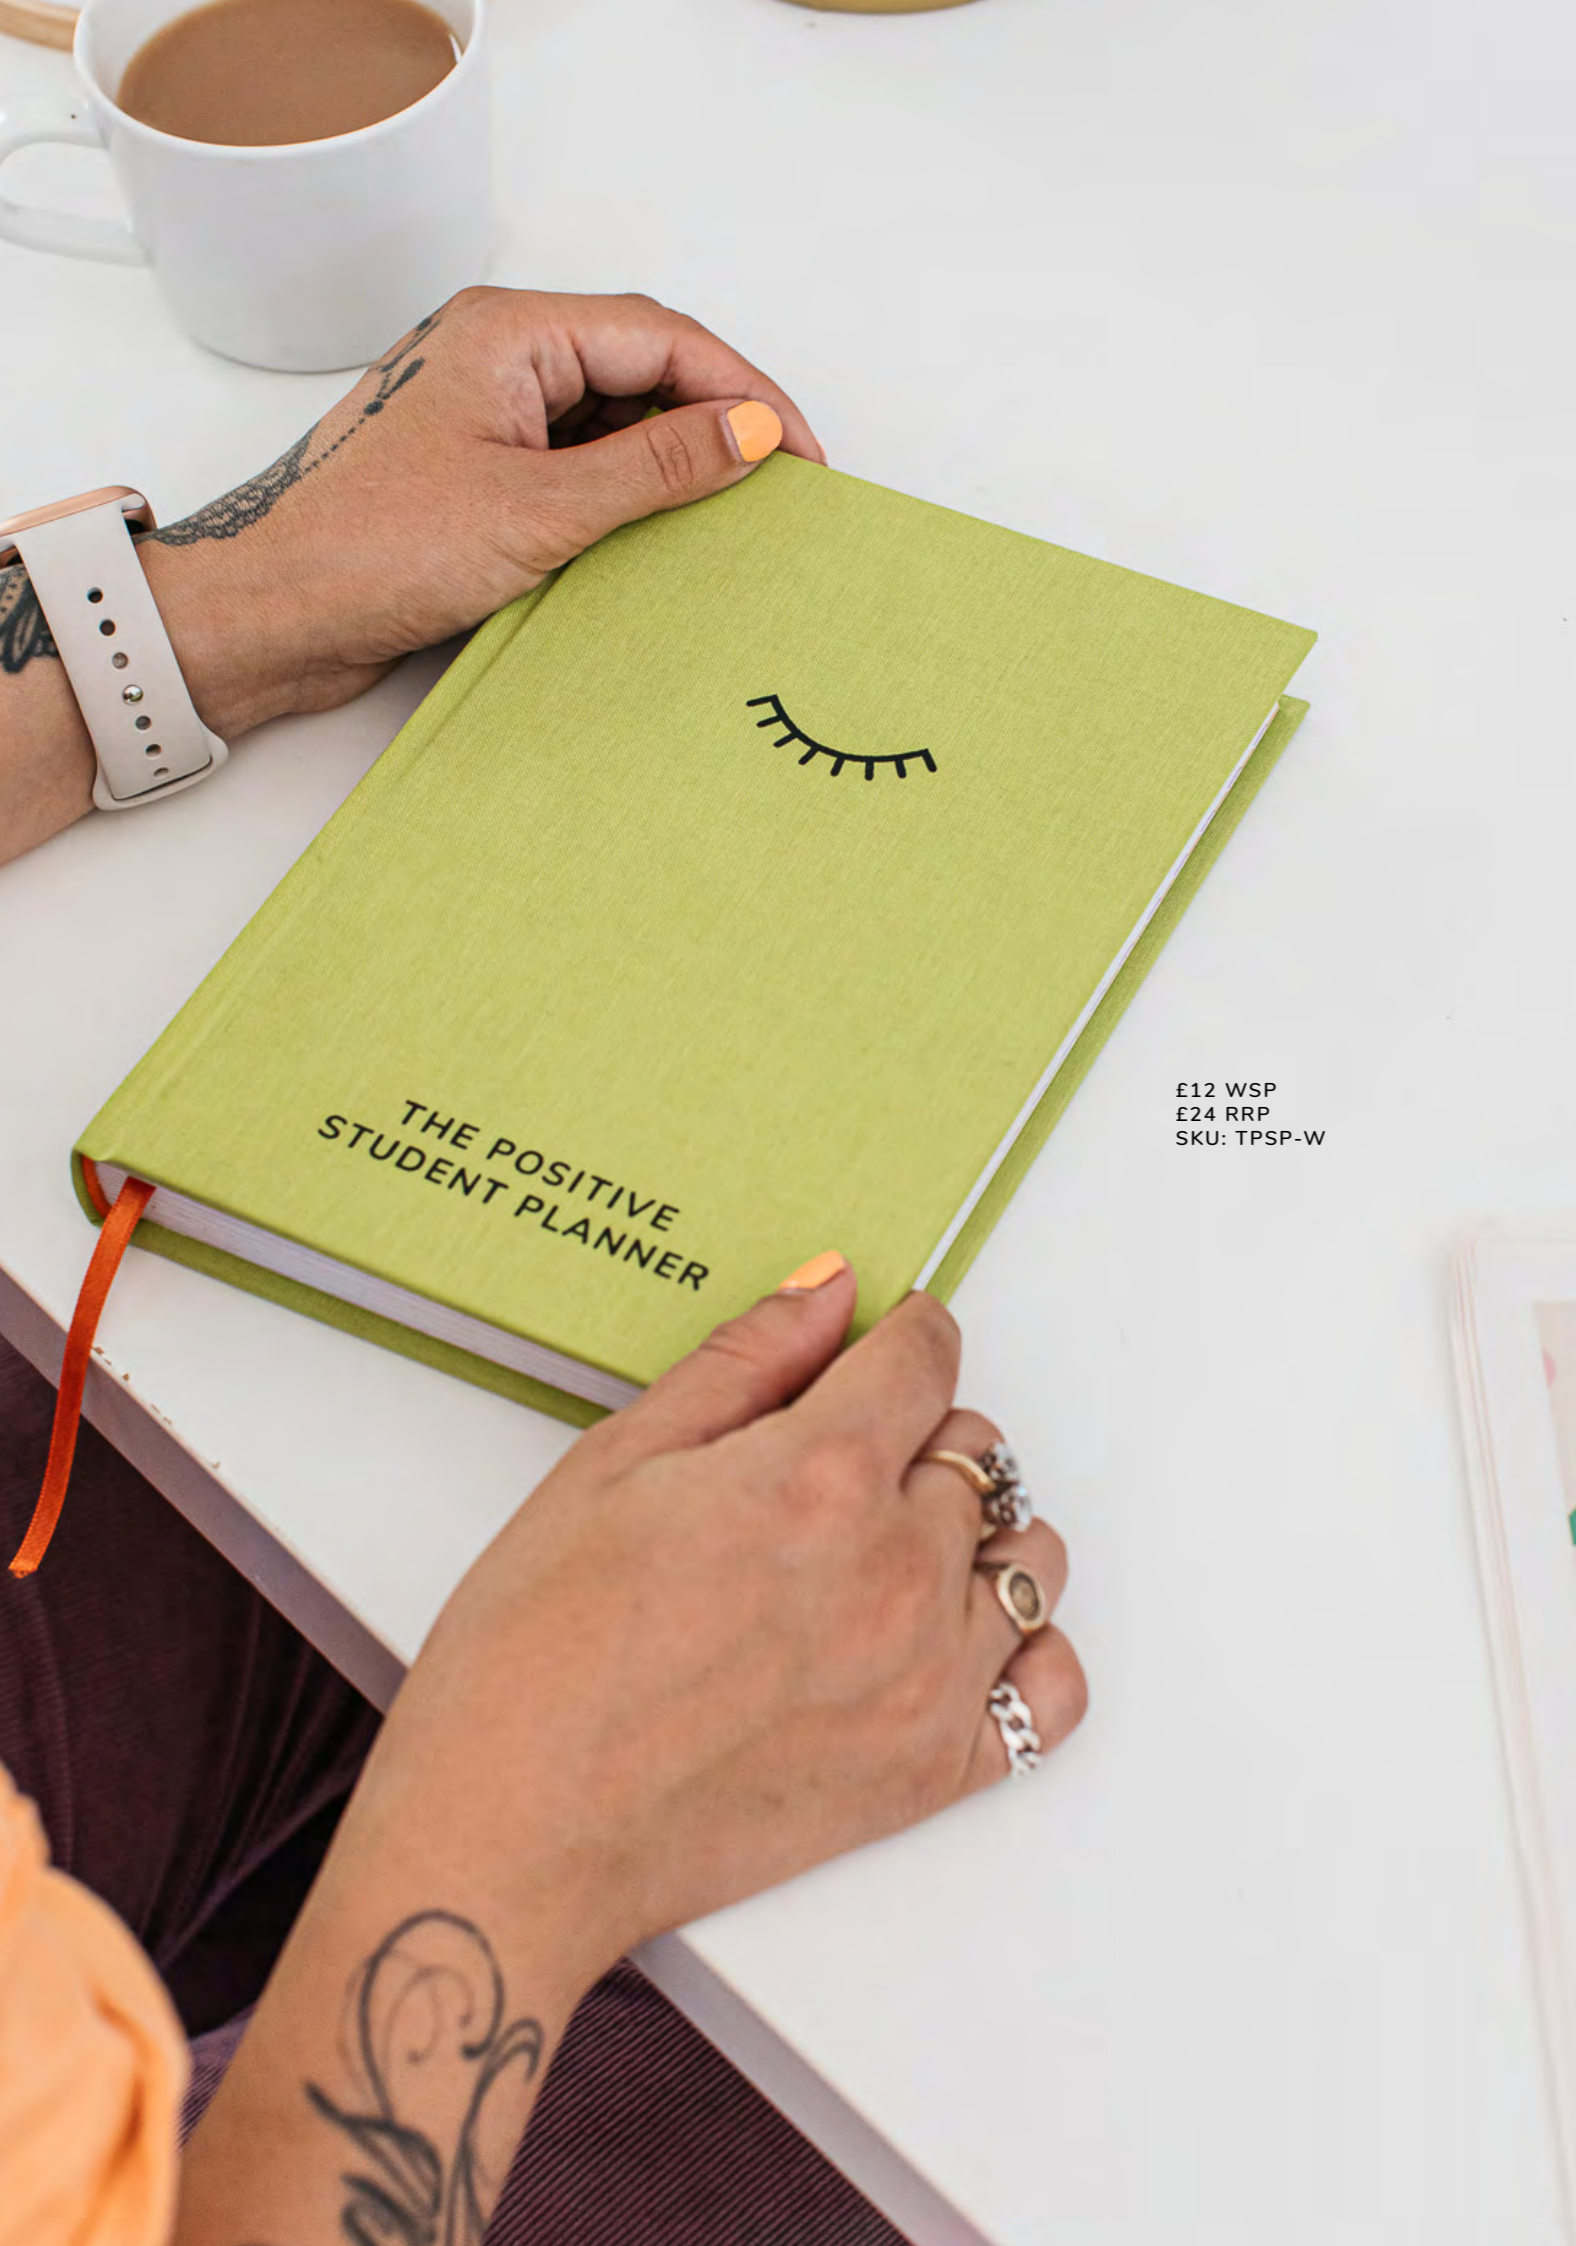 THE POSITIVE
STUDENT PLANNER
£12 WSP
£24 RRP
SKU: TPSP-W